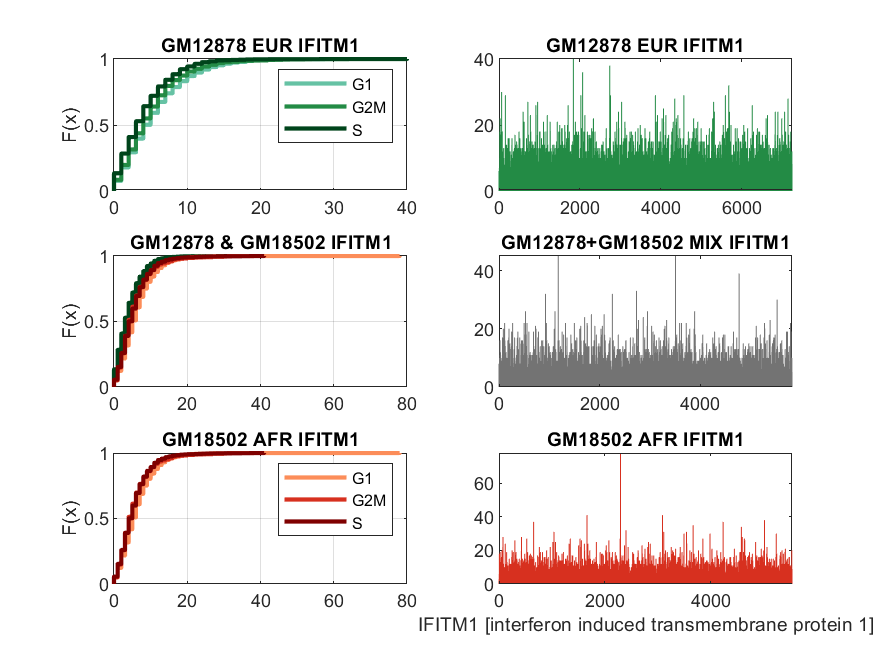 GM12878 EUR IFITM1
F(x)
1
0.5
0
0 10 20 30 40
G1
G2M
S
GM12878 EUR IFITM1
40
20
0
0 2000 4000 6000
GM12878 & GM18502 IFITM1
F(x)
1
0.5
0
0 20 40 60 80
GM12878+GM18502 MIX IFITM1
40
20
0
0 2000 4000
GM18502 AFR IFITM1
F(x)
1
0.5
0
0 20 40 60 80
G1
G2M
S
GM18502 AFR IFITM1
60
40
20
0
0 2000 4000
IFITM1 [interferon induced transmembrane protein 1]